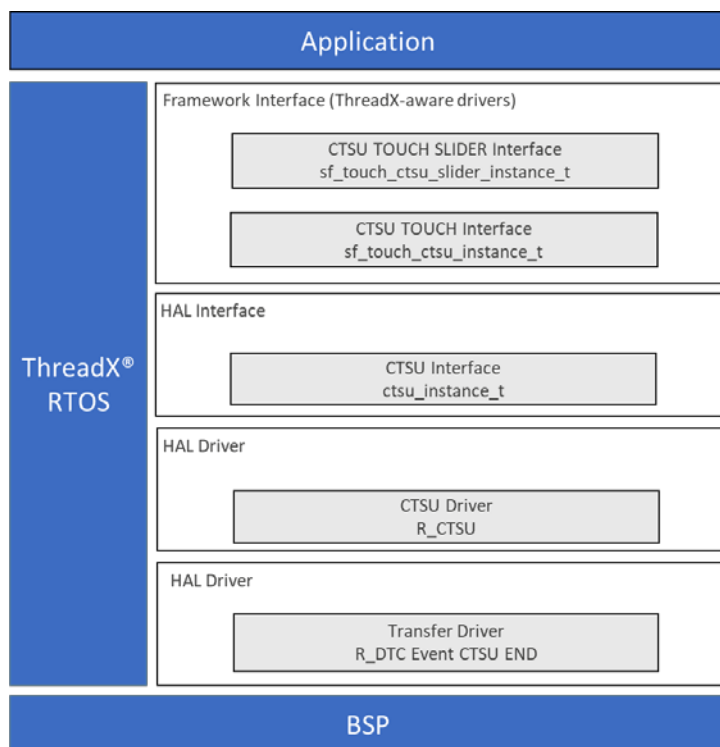 Application
ThreadX®
RTOS
Framework Interface (ThreadX-aware drivers)
CTSU TOUCH SLIDER Interface
sf_touch_ctsu_slider_instance_t
CTSU TOUCH Interface
sf_touch_ctsu_instance_t
HAL Interface
CTSU Interface
ctsu_instance_t
HAL Driver
CTSU Driver
R_CTSU
HAL Driver
Transfer Driver
R_DTC Event CTSU END
BSP